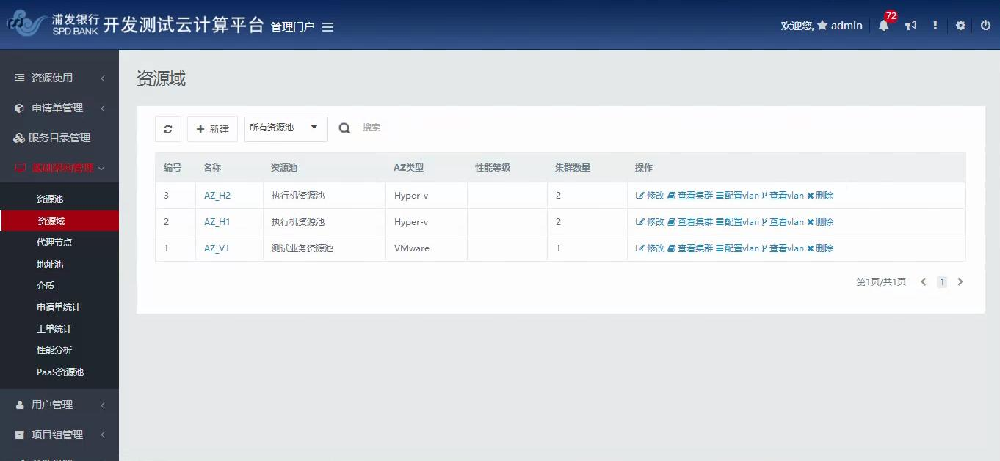 浦发银行
SPD BANK
开发测试云计算平台 管理门户
欢迎您, admin
72
资源使用
申请单管理
服务目录管理
基础架构管理
资源池
资源域
代理节点
地址池
介质
申请单统计
工单统计
性能分析
PaaS资源池
用户管理
项目组管理
资源域
新建 所有资源池 搜索
编号 名称 资源池 AZ类型 性能等级 集群数量 操作
3 AZ_H2 执行机资源池 Hyper-v 2 修改 查看集群 配置vlan 查看vlan 删除
2 AZ_H1 执行机资源池 Hyper-v 2 修改 查看集群 配置vlan 查看vlan 删除
1 AZ_V1 测试业务资源池 VMware 1 修改 查看集群 配置vlan 查看vlan 删除
第1页/共1页 1